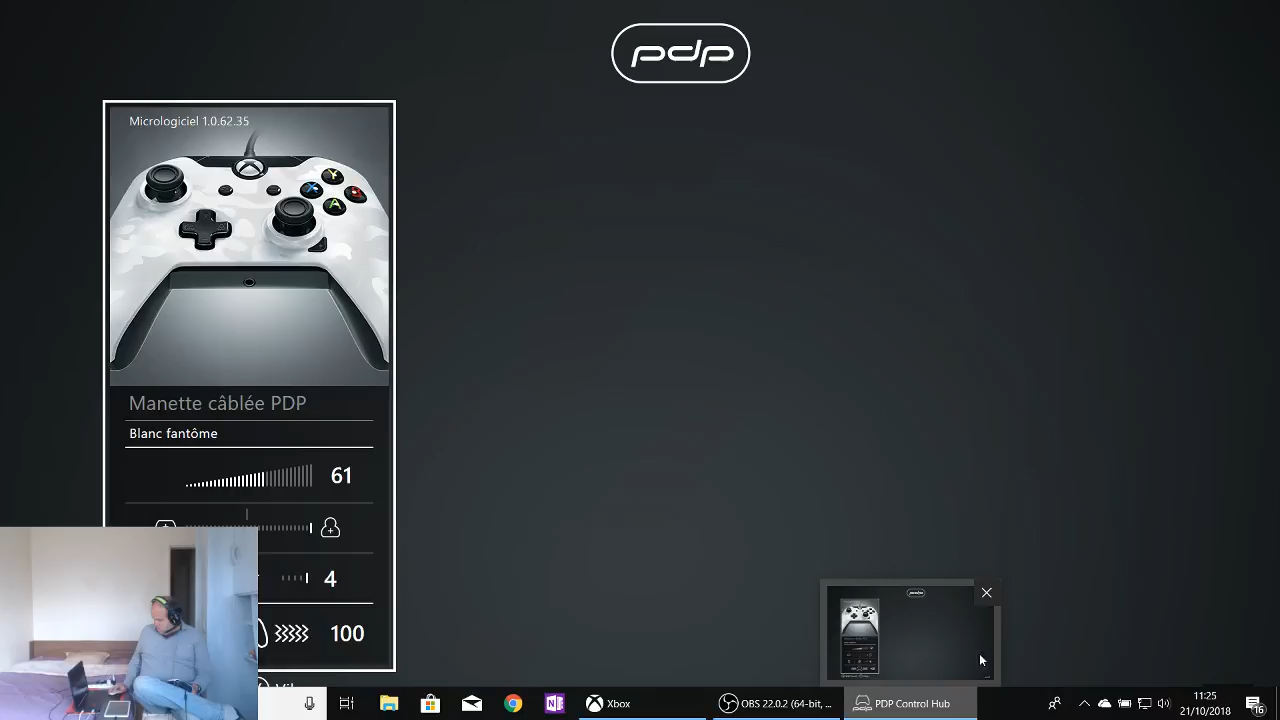 pdp
Micrologiciel 1.0.62.35
Y
X
A
Manette câblée PDP
Blanc fantôme
61
4
100
Xbox
OBS 22.0.2 (64-bit, ...
PDP Control Hub
11:25
21/10/2018
16